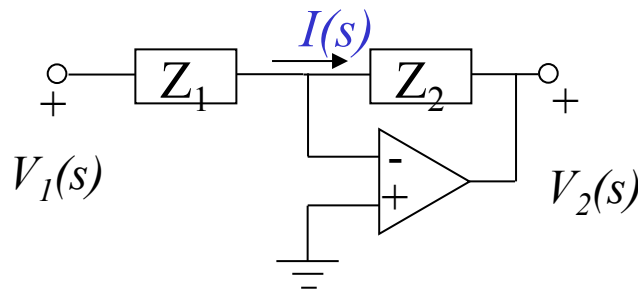 I(s)
Z1 Z2
+ +
V1(s) - V2(s)
+